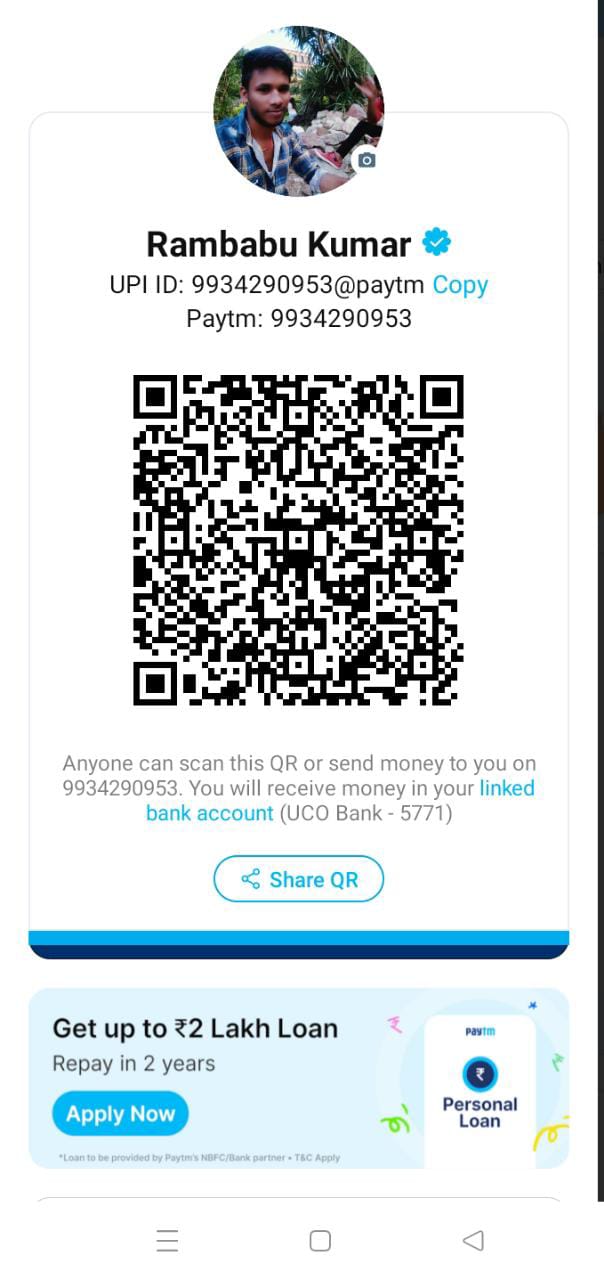 Rambabu Kumar
UPI ID: 9934290953@paytm Copy
Paytm: 9934290953
Anyone can scan this QR or send money to you on
9934290953. You will receive money in your linked
bank account (UCO Bank - 5771)
Share QR
Get up to ₹2 Lakh Loan
Repay in 2 years
Apply Now
*Loan to be provided by Paytm's NBFC/Bank partner • T&C Apply
paytm
₹
Personal
Loan